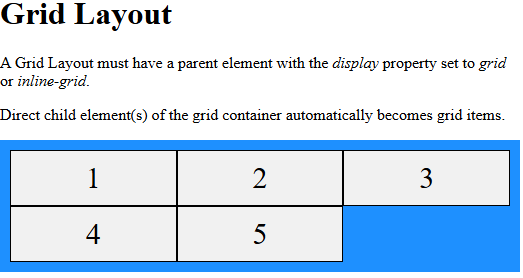 Grid Layout
A Grid Layout must have a parent element with the display property set to grid
or inline-grid.
Direct child element(s) of the grid container automatically becomes grid items.
1 2 3
4 5